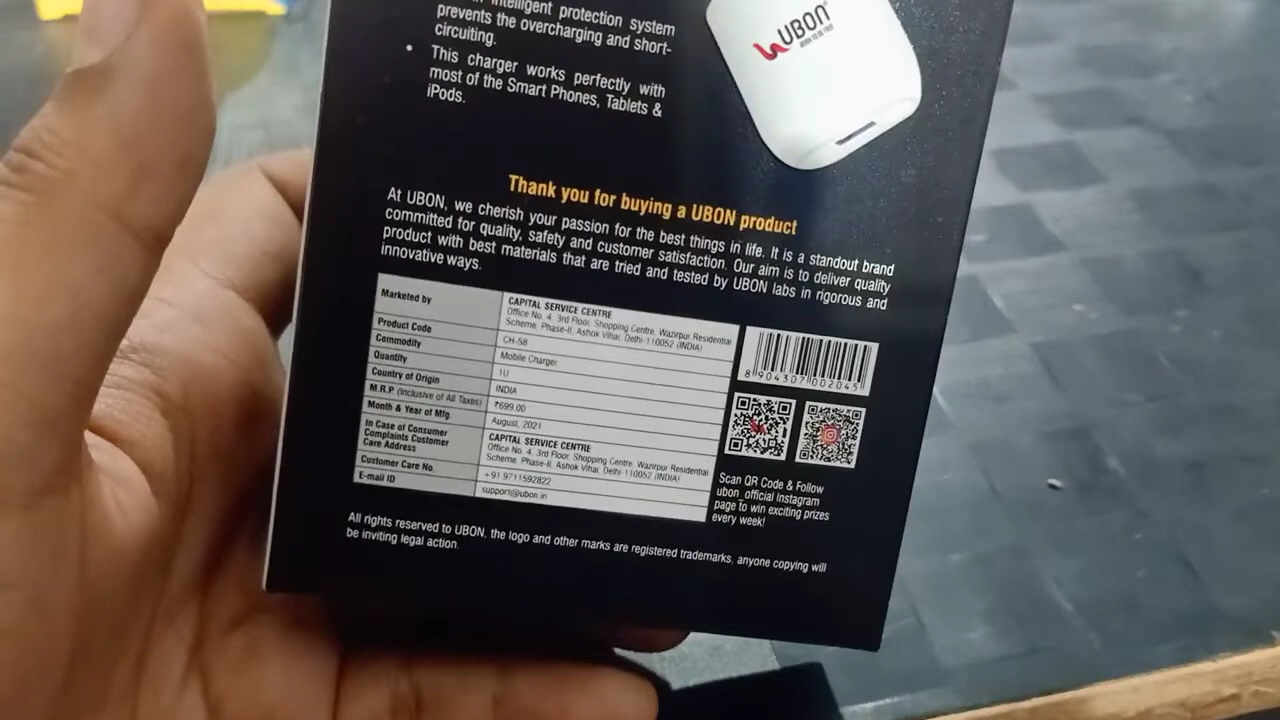 intelligent protection system
prevents the overcharging and short-
circuiting.
• This charger works perfectly with
most of the Smart Phones, Tablets &
iPods.
UBON
Thank you for buying a UBON product
At UBON, we cherish your passion for the best things in life. It is a standout brand
committed for quality, safety and customer satisfaction. Our aim is to deliver quality
product with best materials that are tried and tested by UBON labs in rigorous and
innovative ways.
Marketed by CAPITAL SERVICE CENTRE
Office No. 4, 3rd Floor, Shopping Centre, Wazirpur Residential
Scheme, Phase-II, Ashok Vihar, Delhi-110052 (INDIA)
Product Code CH-58
Commodity Mobile Charger
Quantity 1U
Country of Origin INDIA
M.R.P. (Inclusive of All Taxes) ₹699.00
Month & Year of Mfg. August, 2021
In Case of Consumer
Complaints Customer
Care Address
CAPITAL SERVICE CENTRE
Office No. 4, 3rd Floor, Shopping Centre, Wazirpur Residential
Scheme, Phase-II, Ashok Vihar, Delhi-110052 (INDIA)
Customer Care No. +91 9711592822
E-mail ID support@ubon.in
8 904307 002045
Scan QR Code & Follow
ubon_official Instagram
page to win exciting prizes
every week!
All rights reserved to UBON, the logo and other marks are registered trademarks, anyone copying will
be inviting legal action.